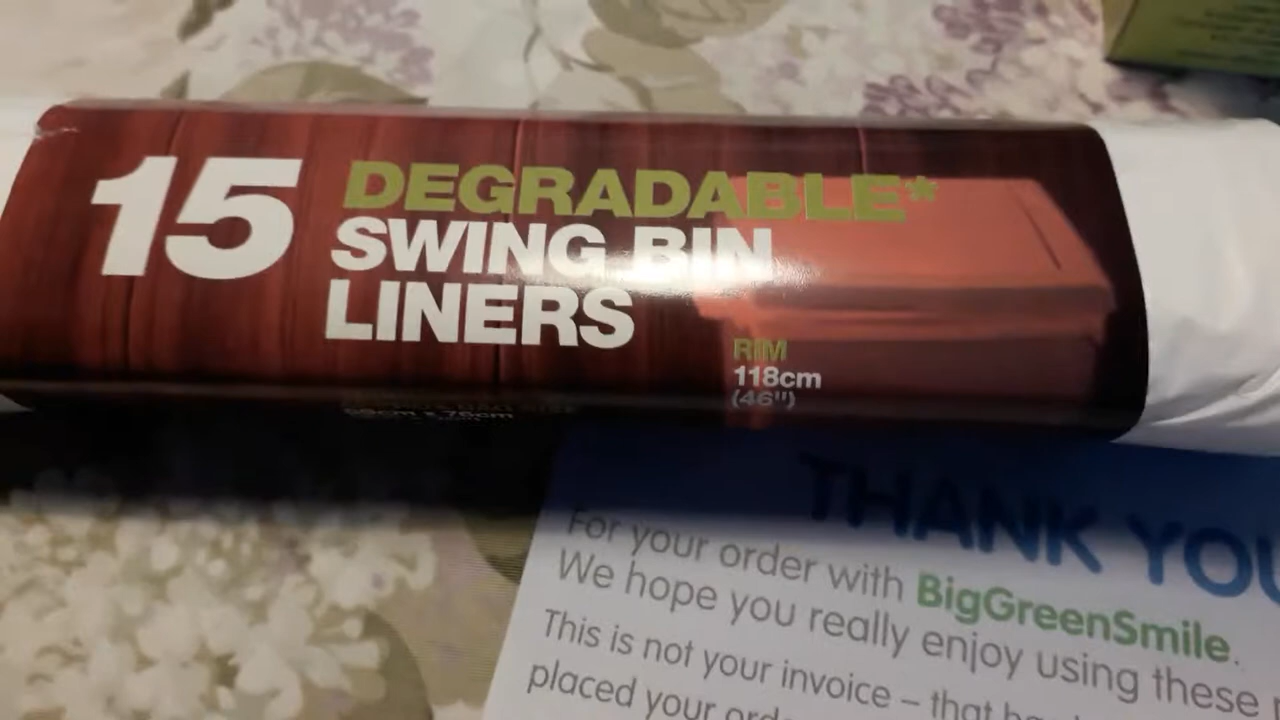 15
DEGRADABLE*
SWING BIN
LINERS
RIM
118cm
(46")
THANK YOU
For your order with BigGreenSmile.
We hope you really enjoy using these
This is not your invoice – that
placed your